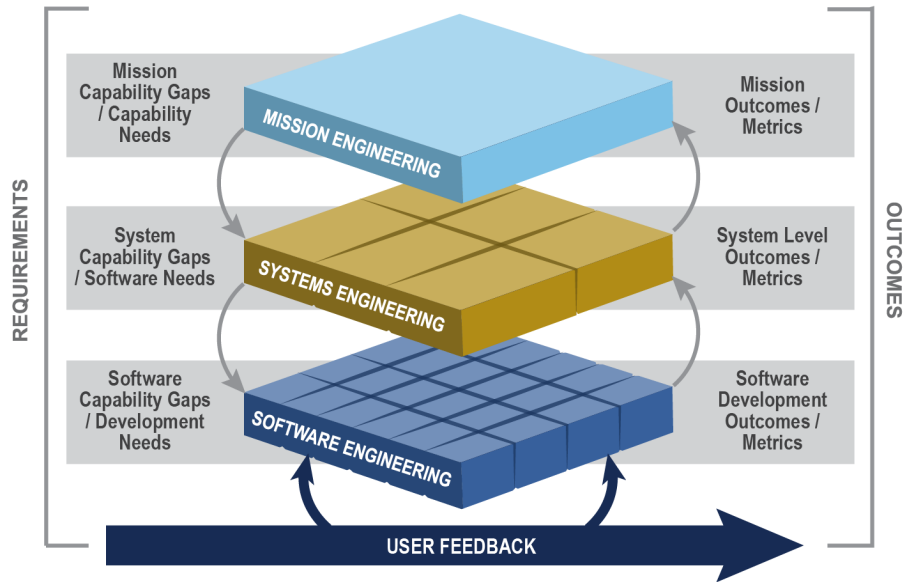 REQUIREMENTS
Mission
Capability Gaps
/ Capability
Needs
MISSION ENGINEERING
Mission
Outcomes /
Metrics
System
Capability Gaps
/ Software Needs
SYSTEMS ENGINEERING
System Level
Outcomes /
Metrics
Software
Capability Gaps
/ Development
Needs
SOFTWARE ENGINEERING
Software
Development
Outcomes /
Metrics
OUTCOMES
USER FEEDBACK